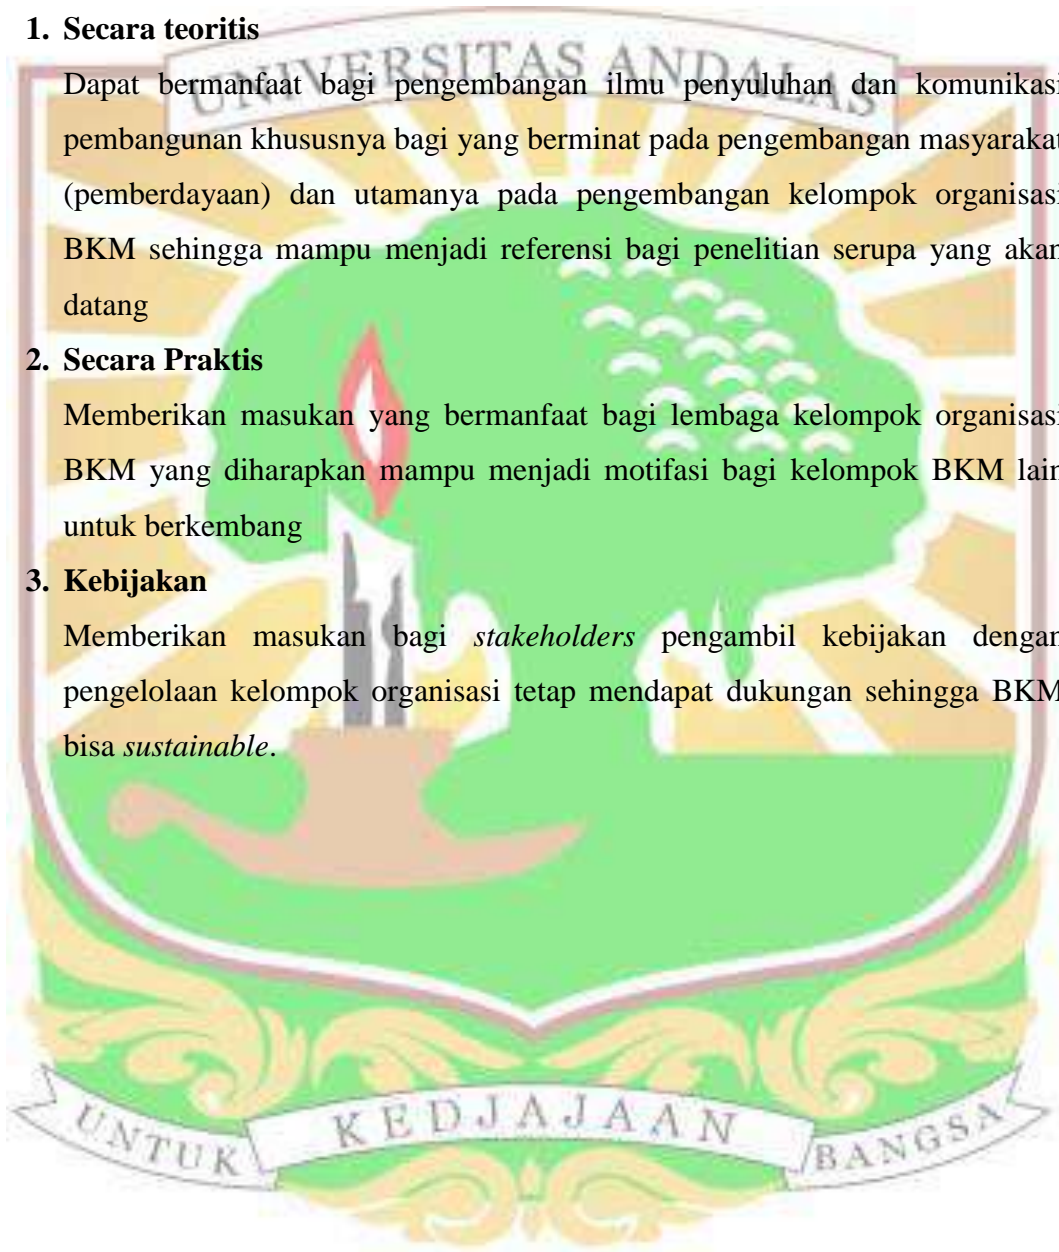 1. Secara teoritis
UNIVERSITAS ANDALAS
Dapat bermanfaat bagi pengembangan ilmu penyuluhan dan komunikasi
pembangunan khususnya bagi yang berminat pada pengembangan masyarakat
(pemberdayaan) dan utamanya pada pengembangan kelompok organisasi
BKM sehingga mampu menjadi referensi bagi penelitian serupa yang akan
datang
2. Secara Praktis
Memberikan masukan yang bermanfaat bagi lembaga kelompok organisasi
BKM yang diharapkan mampu menjadi motifasi bagi kelompok BKM lain
untuk berkembang
3. Kebijakan
Memberikan masukan bagi stakeholders pengambil kebijakan dengan
pengelolaan kelompok organisasi tetap mendapat dukungan sehingga BKM
bisa sustainable.
UNTUK KEDJAJAAN BANGSA